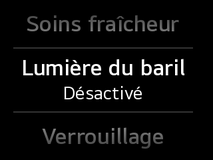 Soins fraîcheur
Lumière du baril
Désactivé
Verrouillage